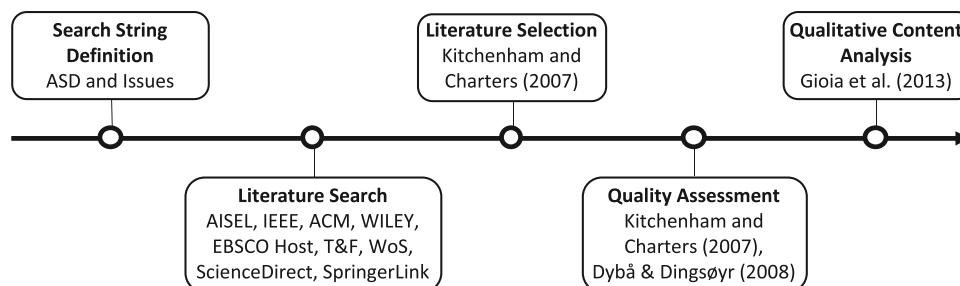 Search String
Definition
ASD and Issues
Literature Search
AISEL, IEEE, ACM, WILEY,
EBSCO Host, T&F, WoS,
ScienceDirect, SpringerLink
Literature Selection
Kitchenham and
Charters (2007)
Quality Assessment
Kitchenham and
Charters (2007),
Dybå & Dingsøyr (2008)
Qualitative Content
Analysis
Gioia et al. (2013)